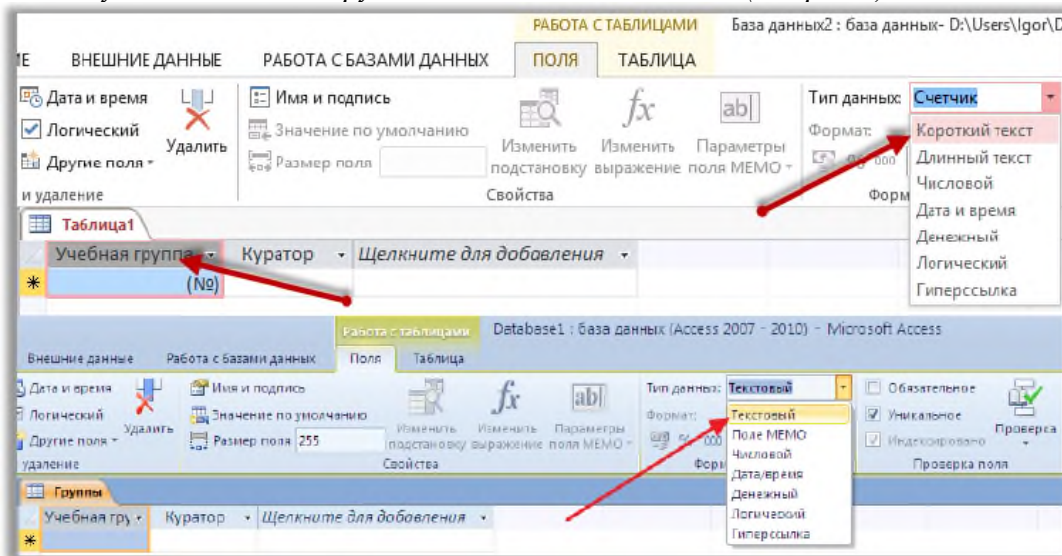 РАБОТА С ТАБЛИЦАМИ База данных2 : база данных- D:\Users\Igor\D
ВНЕШНИЕ ДАННЫЕ РАБОТА С БАЗАМИ ДАННЫХ ПОЛЯ ТАБЛИЦА
Дата и время Имя и подпись Тип данных: Счетчик
Логический Значение по умолчанию Формат: Короткий текст
Другие поля Удалить Размер поля Изменить подстановку Изменить выражение Параметры поля МЕМО Длинный текст
Числовой
и удаление Свойства Форм
Дата и время
Таблица1 Денежный
Учебная группа Куратор Щелкните для добавления Логический
(№) Гиперссылка
Работа с таблицами Database1 : база данных (Access 2007 - 2010) - Microsoft Access
Внешние данные Работа с базами данных Поля Таблица
Дата и время Имя и подпись Тип данных: Текстовый Обязательное
Логический Значение по умолчанию Формат: Текстовый Уникальное
Другие поля Удалить Размер поля 255 Изменить подстановку Изменить выражение Параметры поля МЕМО Поле МЕМО Индексировано Проверка
Числовой
удаление Свойства Форм Дата/время Проверка поля
Группы Денежный
Учебная гру Куратор Щелкните для добавления Логический
Гиперссылка